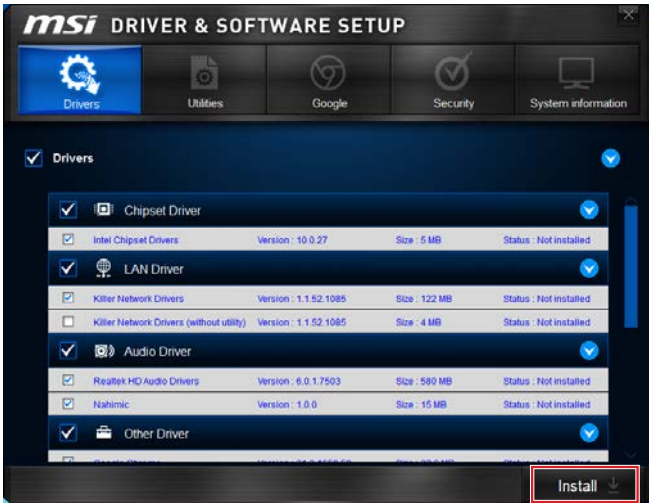 msi DRIVER & SOFTWARE SETUP
Drivers Utilities Google Security System information
Drivers
Chipset Driver
Intel Chipset Drivers Version : 10.0.27 Size : 5 MB Status : Not installed
LAN Driver
Killer Network Drivers Version : 1.1.52.1085 Size : 122 MB Status : Not installed
Killer Network Drivers (without utility) Version : 1.1.52.1085 Size : 4 MB Status : Not installed
Audio Driver
Realtek HD Audio Drivers Version : 6.0.1.7503 Size : 580 MB Status : Not installed
Nahimic Version : 1.0.0 Size : 15 MB Status : Not installed
Other Driver
Install